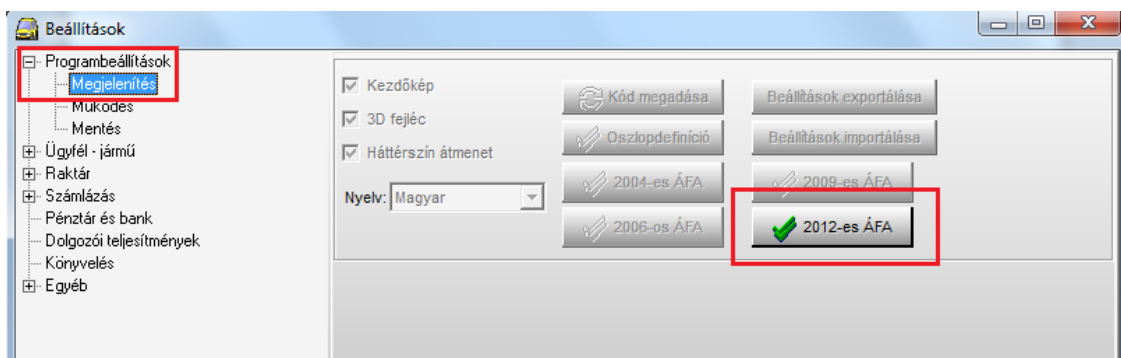 Beállítások
Programbeállítások
Megjelenítés
Működés
Mentés
Ügyfél - jármű
Raktár
Számlázás
Pénztár és bank
Dolgozói teljesítmények
Könyvelés
Egyéb
Kezdőkép
3D fejléc
Háttérszín átmenet
Nyelv: Magyar
Kód megadása
Beállítások exportálása
Oszlopdefiníció
Beállítások importálása
2004-es ÁFA
2009-es ÁFA
2006-os ÁFA
2012-es ÁFA